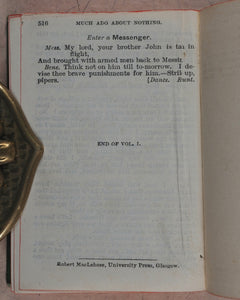 516 MUCH ADO ABOUT NOTHING.
Enter a Messenger.
Mess. My lord, your brother John is ta'en in
flight,
And brought with armed men back to Messina.
Bene. Think not on him till to-morrow. I de-
vise thee brave punishments for him.—Strike up,
pipers. [Dance. Exeunt.
END OF VOL. I.
Robert MacLehose, University Press, Glasgow.